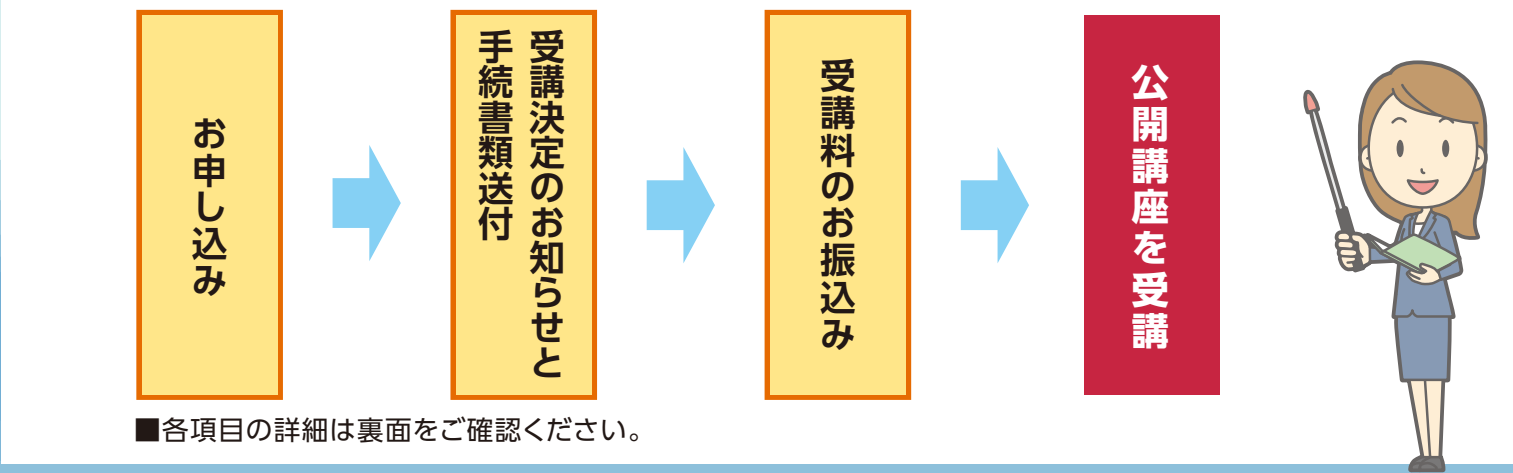 お申し込み
受講決定のお知らせと
手続書類送付
受講料のお振込み
公開講座を受講
■各項目の詳細は裏面をご確認ください。